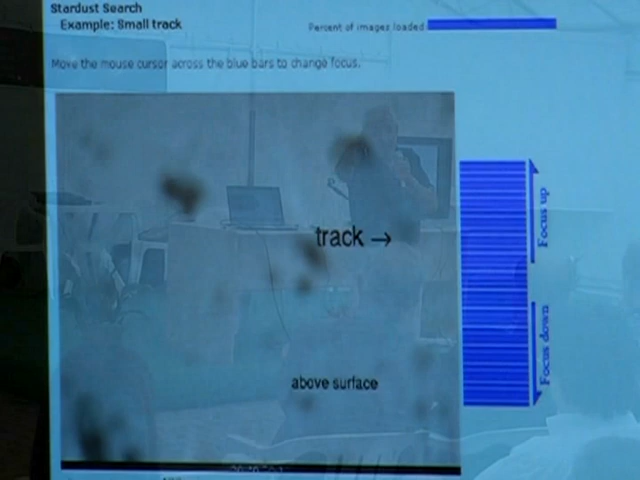 Stardust Search
Example: Small track
Percent of images loaded
Move the mouse cursor across the blue bars to change focus.
track →
above surface
Focus up
Focus down